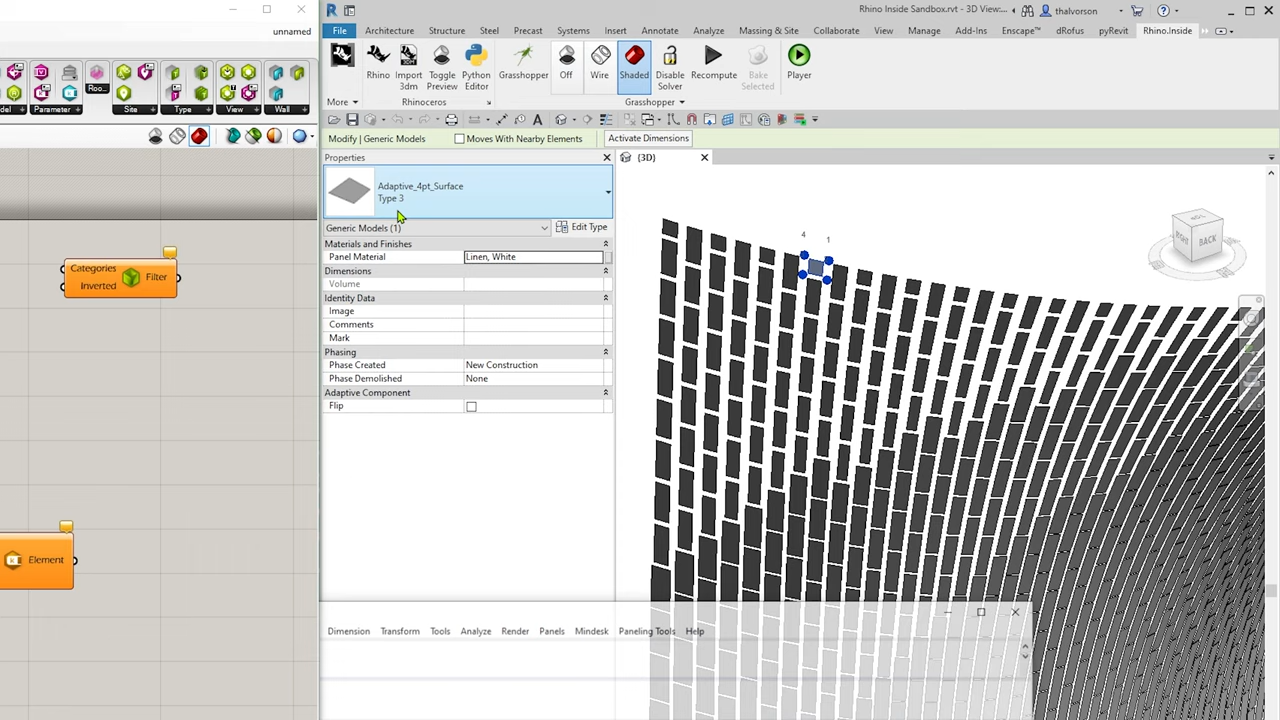 unnamed
Roo...
del
Parameter
Site
Type
View
Wall
Categories
Inverted
Filter
Element
Rhino Inside Sandbox.rvt - 3D View:...
thalvorson
File
Architecture
Structure
Steel
Precast
Systems
Insert
Annotate
Massing & Site
Collaborate
View
Manage
Add-Ins
Enscape™
dRofus
pyRevit
Rhino.Inside
Rhino
Import 3dm
Toggle Preview
Python Editor
Grasshopper
Off
Wire
Shaded
Disable Solver
Recompute
Bake Selected
Player
More
Rhinoceros
Grasshopper
Modify | Generic Models
Moves With Nearby Elements
Activate Dimensions
Properties
{3D}
Adaptive_4pt_Surface
Type 3
Generic Models (1)
Edit Type
Materials and Finishes
Panel Material
Linen, White
Dimensions
Volume
Identity Data
Image
Comments
Mark
Phasing
Phase Created
New Construction
Phase Demolished
None
Adaptive Component
Flip
4
1
RIGHT
BACK
Dimension
Transform
Tools
Analyze
Render
Panels
Mindesk
Paneling Tools
Help